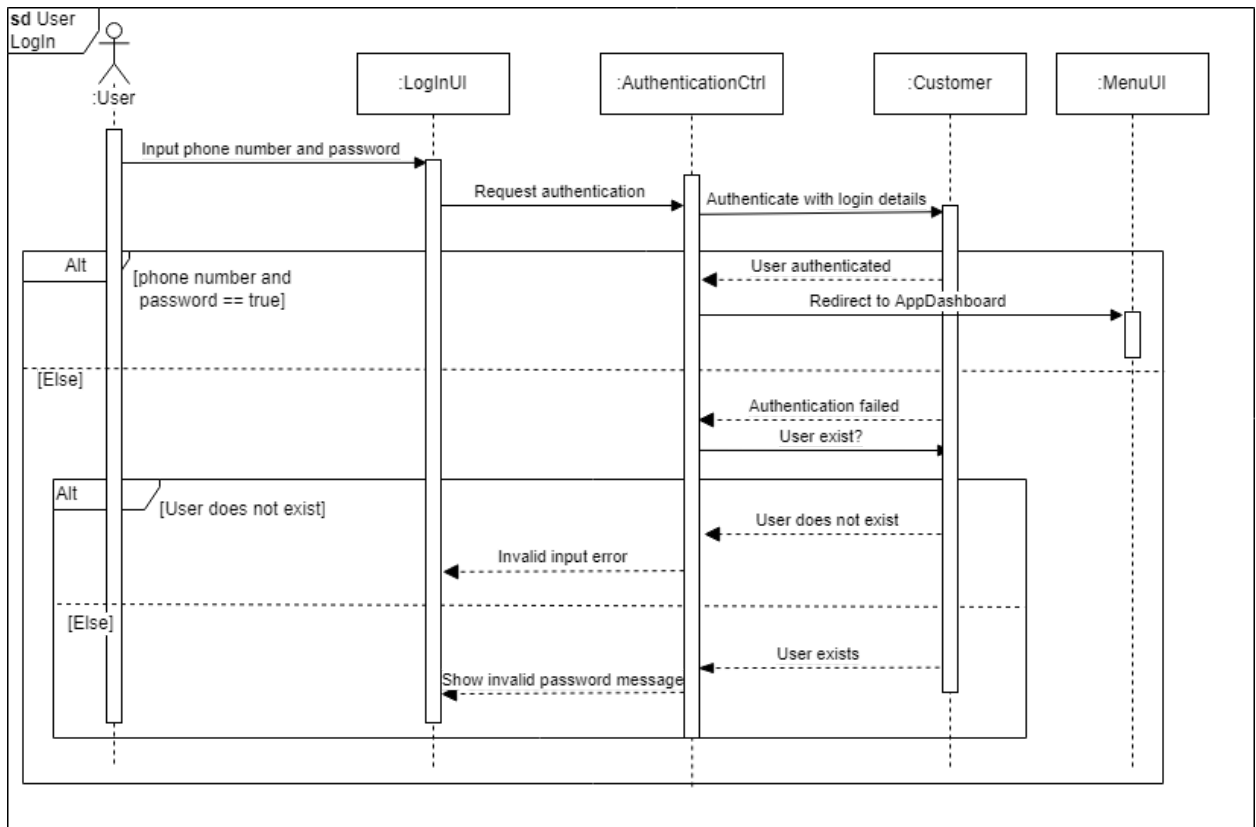 sd User
LogIn
:User
:LogInUI
:AuthenticationCtrl
:Customer
:MenuUI
Input phone number and password
Request authentication
Authenticate with login details
Alt
[phone number and
password == true]
User authenticated
Redirect to AppDashboard
[Else]
Authentication failed
User exist?
Alt
[User does not exist]
User does not exist
Invalid input error
[Else]
User exists
Show invalid password message